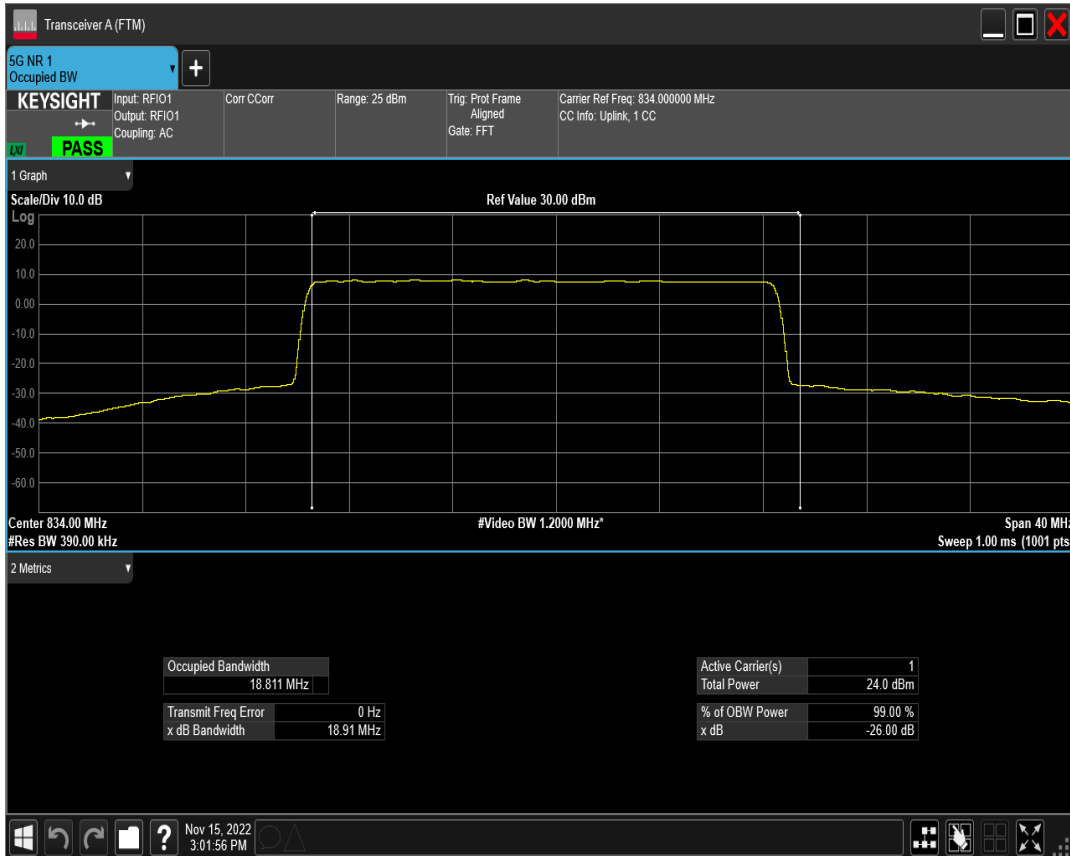 Transceiver A (FTM)
5G NR 1
Occupied BW
+
KEYSIGHT
LXI
PASS
Input: RFIO1
Output: RFIO1
Coupling: AC
Corr CCorr
Range: 25 dBm
Trig: Prot Frame
Aligned
Gate: FFT
Carrier Ref Freq: 834.000000 MHz
CC Info: Uplink, 1 CC
1 Graph
Scale/Div 10.0 dB
Ref Value 30.00 dBm
Log
20.0
10.0
0.00
-10.0
-20.0
-30.0
-40.0
-50.0
-60.0
Center 834.00 MHz
#Video BW 1.2000 MHz*
Span 40 MHz
#Res BW 390.00 kHz
Sweep 1.00 ms (1001 pts
2 Metrics
Occupied Bandwidth
18.811 MHz
Transmit Freq Error 0 Hz
x dB Bandwidth 18.91 MHz
Active Carrier(s) 1
Total Power 24.0 dBm
% of OBW Power 99.00 %
x dB -26.00 dB
?
Nov 15, 2022
3:01:56 PM